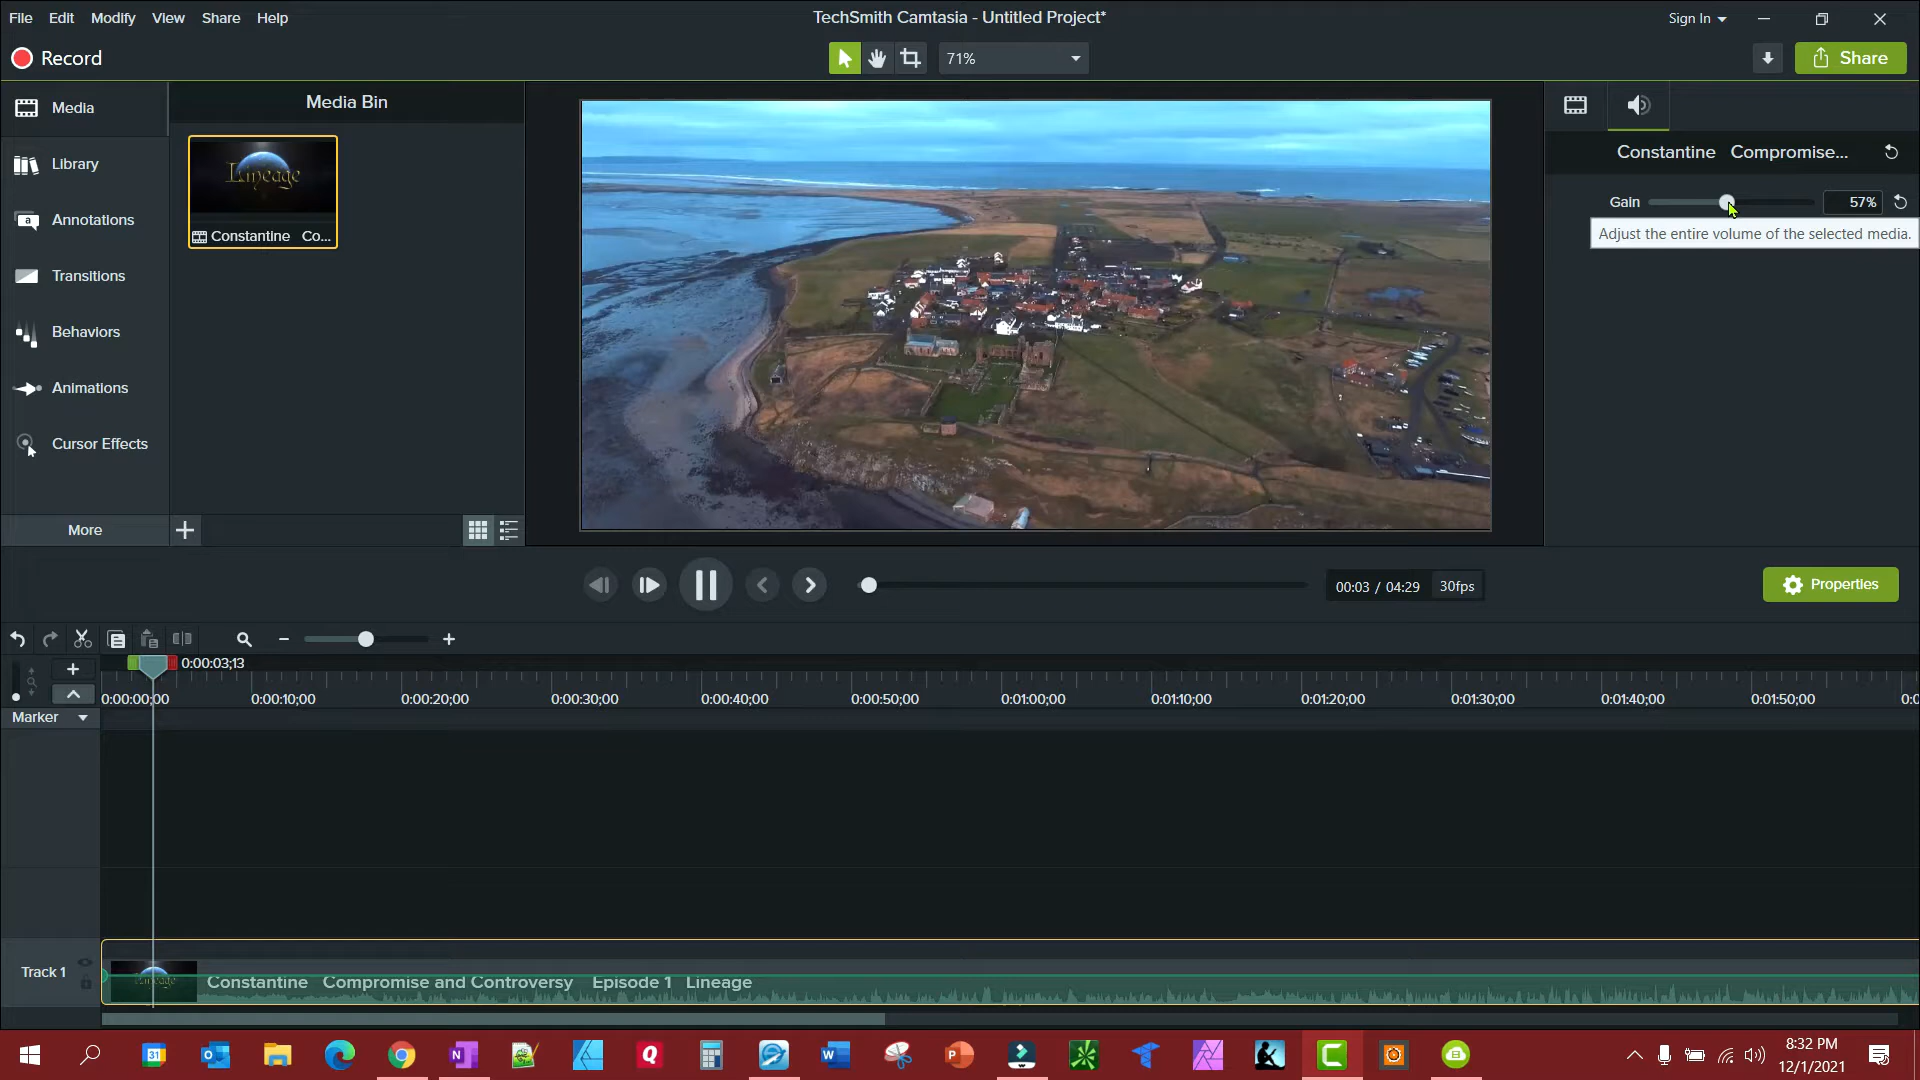 File Edit Modify View Share Help
TechSmith Camtasia - Untitled Project*
Sign In
Record
71%
Share
Media
Media Bin
Library
Annotations
Transitions
Behaviors
Animations
Cursor Effects
More
Lineage
Constantine Co...
Constantine Compromise...
Gain
57%
Adjust the entire volume of the selected media.
00:03 / 04:29
30fps
Properties
0:00:03;13
0:00:00;00 0:00:10;00 0:00:20;00 0:00:30;00 0:00:40;00 0:00:50;00 0:01:00;00 0:01:10;00 0:01:20;00 0:01:30;00 0:01:40;00 0:01:50;00 0:0
Marker
Track 1
Constantine Compromise and Controversy Episode 1 Lineage
8:32 PM
12/1/2021